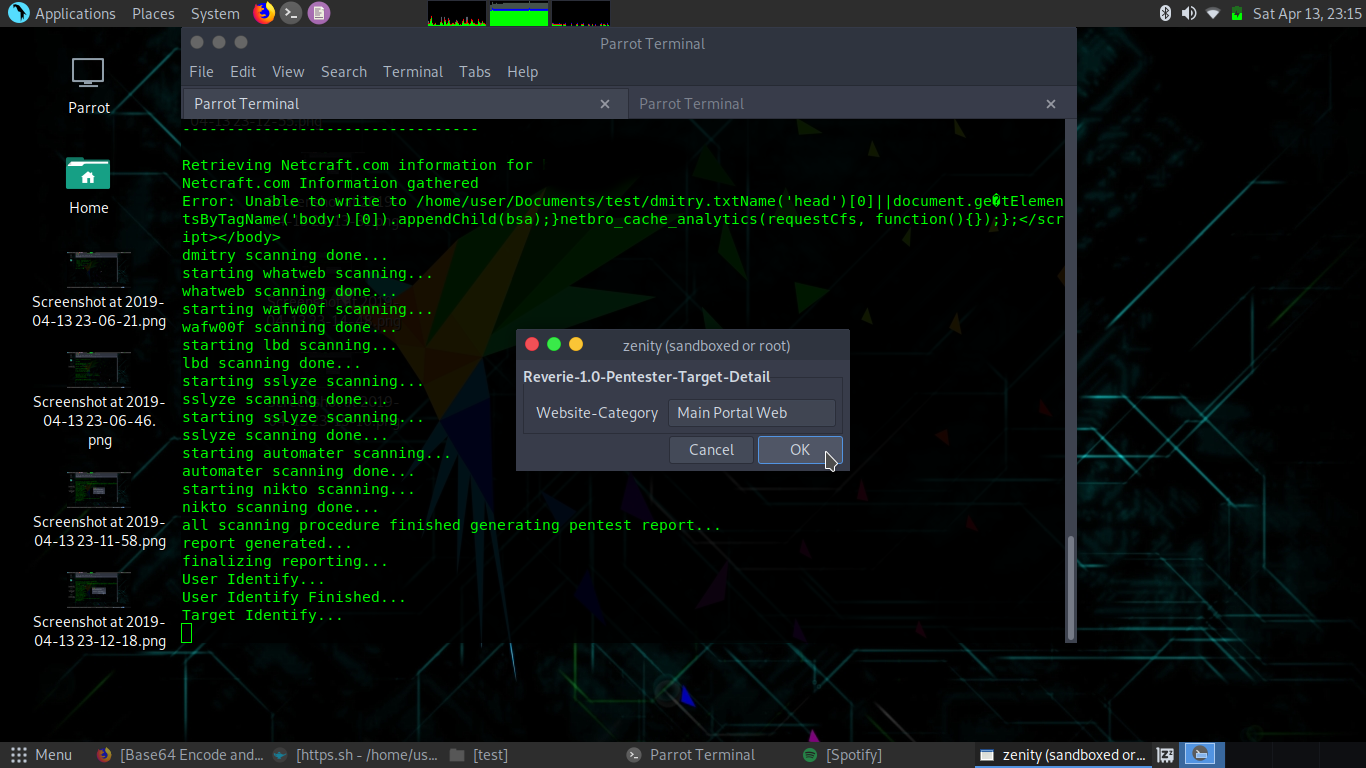 Applications Places System
Sat Apr 13, 23:15
Parrot Terminal
File Edit View Search Terminal Tabs Help
Parrot Terminal
Parrot Terminal
Parrot
Home
Screenshot at 2019-
04-13 23-06-21.png
Screenshot at 2019-
04-13 23-06-46.
png
Screenshot at 2019-
04-13 23-11-58.png
Screenshot at 2019-
04-13 23-12-18.png
---------------------------------
Retrieving Netcraft.com information for
Netcraft.com Information gathered
Error: Unable to write to /home/user/Documents/test/dmitry.txtName('head')[0]||document.ge�tElemen
tsByTagName('body')[0]).appendChild(bsa);}netbro_cache_analytics(requestCfs, function(){});};</scr
ipt></body>
dmitry scanning done...
starting whatweb scanning...
whatweb scanning done...
starting wafw00f scanning...
wafw00f scanning done...
starting lbd scanning...
lbd scanning done...
starting sslyze scanning...
sslyze scanning done...
starting sslyze scanning...
sslyze scanning done...
starting automater scanning...
automater scanning done...
starting nikto scanning...
nikto scanning done...
all scanning procedure finished generating pentest report...
report generated...
finalizing reporting...
User Identify...
User Identify Finished...
Target Identify...
zenity (sandboxed or root)
Reverie-1.0-Pentester-Target-Detail
Website-Category Main Portal Web
Cancel OK
Menu [Base64 Encode and... [https.sh - /home/us... [test] Parrot Terminal [Spotify] zenity (sandboxed or...